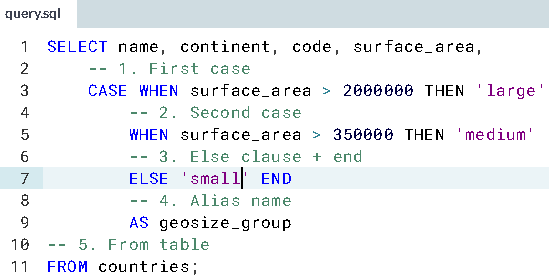 query.sql
1 SELECT name, continent, code, surface_area,
2 -- 1. First case
3 CASE WHEN surface_area > 2000000 THEN 'large'
4 -- 2. Second case
5 WHEN surface_area > 350000 THEN 'medium'
6 -- 3. Else clause + end
7 ELSE 'small' END
8 -- 4. Alias name
9 AS geosize_group
10 -- 5. From table
11 FROM countries;